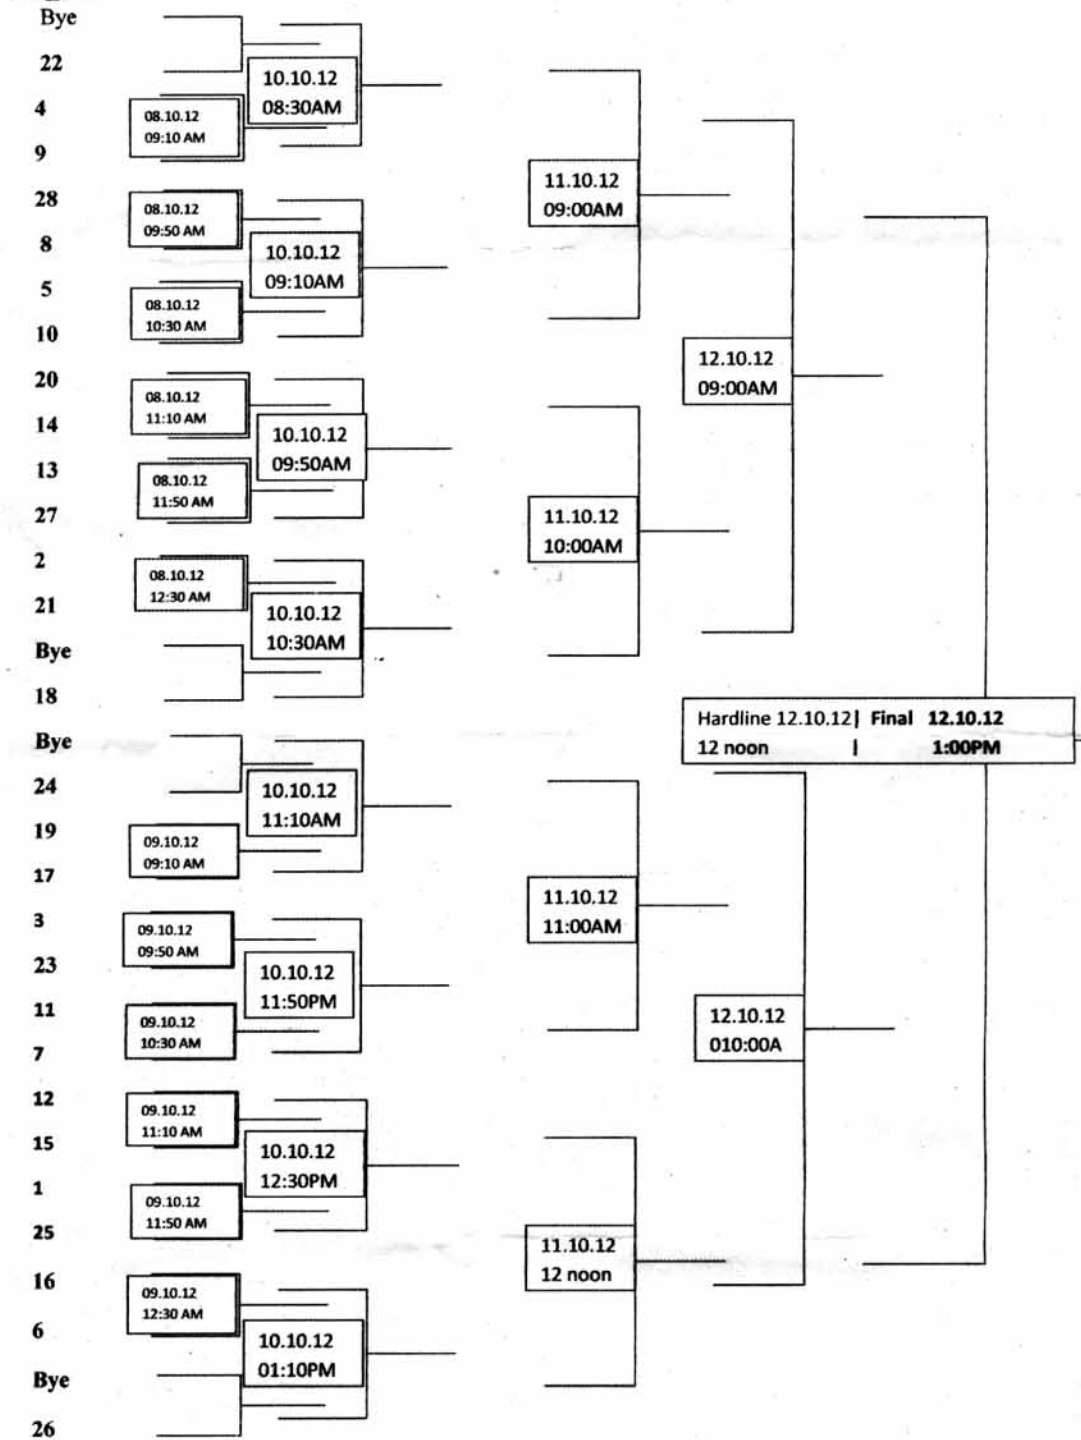 Bye
22
10.10.12
08:30AM
4
08.10.12
09:10 AM
9
11.10.12
09:00AM
28
08.10.12
09:50 AM
8
10.10.12
09:10AM
5
08.10.12
10:30 AM
10
12.10.12
09:00AM
20
08.10.12
11:10 AM
14
10.10.12
09:50AM
13
08.10.12
11:50 AM
27
11.10.12
10:00AM
2
08.10.12
12:30 AM
21
10.10.12
10:30AM
Bye
18
Hardline 12.10.12| Final 12.10.12
12 noon | 1:00PM
Bye
24
10.10.12
11:10AM
19
09.10.12
09:10 AM
17
11.10.12
11:00AM
3
09.10.12
09:50 AM
23
10.10.12
11:50PM
11
09.10.12
10:30 AM
7
12.10.12
010:00A
12
09.10.12
11:10 AM
15
10.10.12
12:30PM
1
09.10.12
11:50 AM
25
11.10.12
12 noon
16
09.10.12
12:30 AM
6
10.10.12
01:10PM
Bye
26